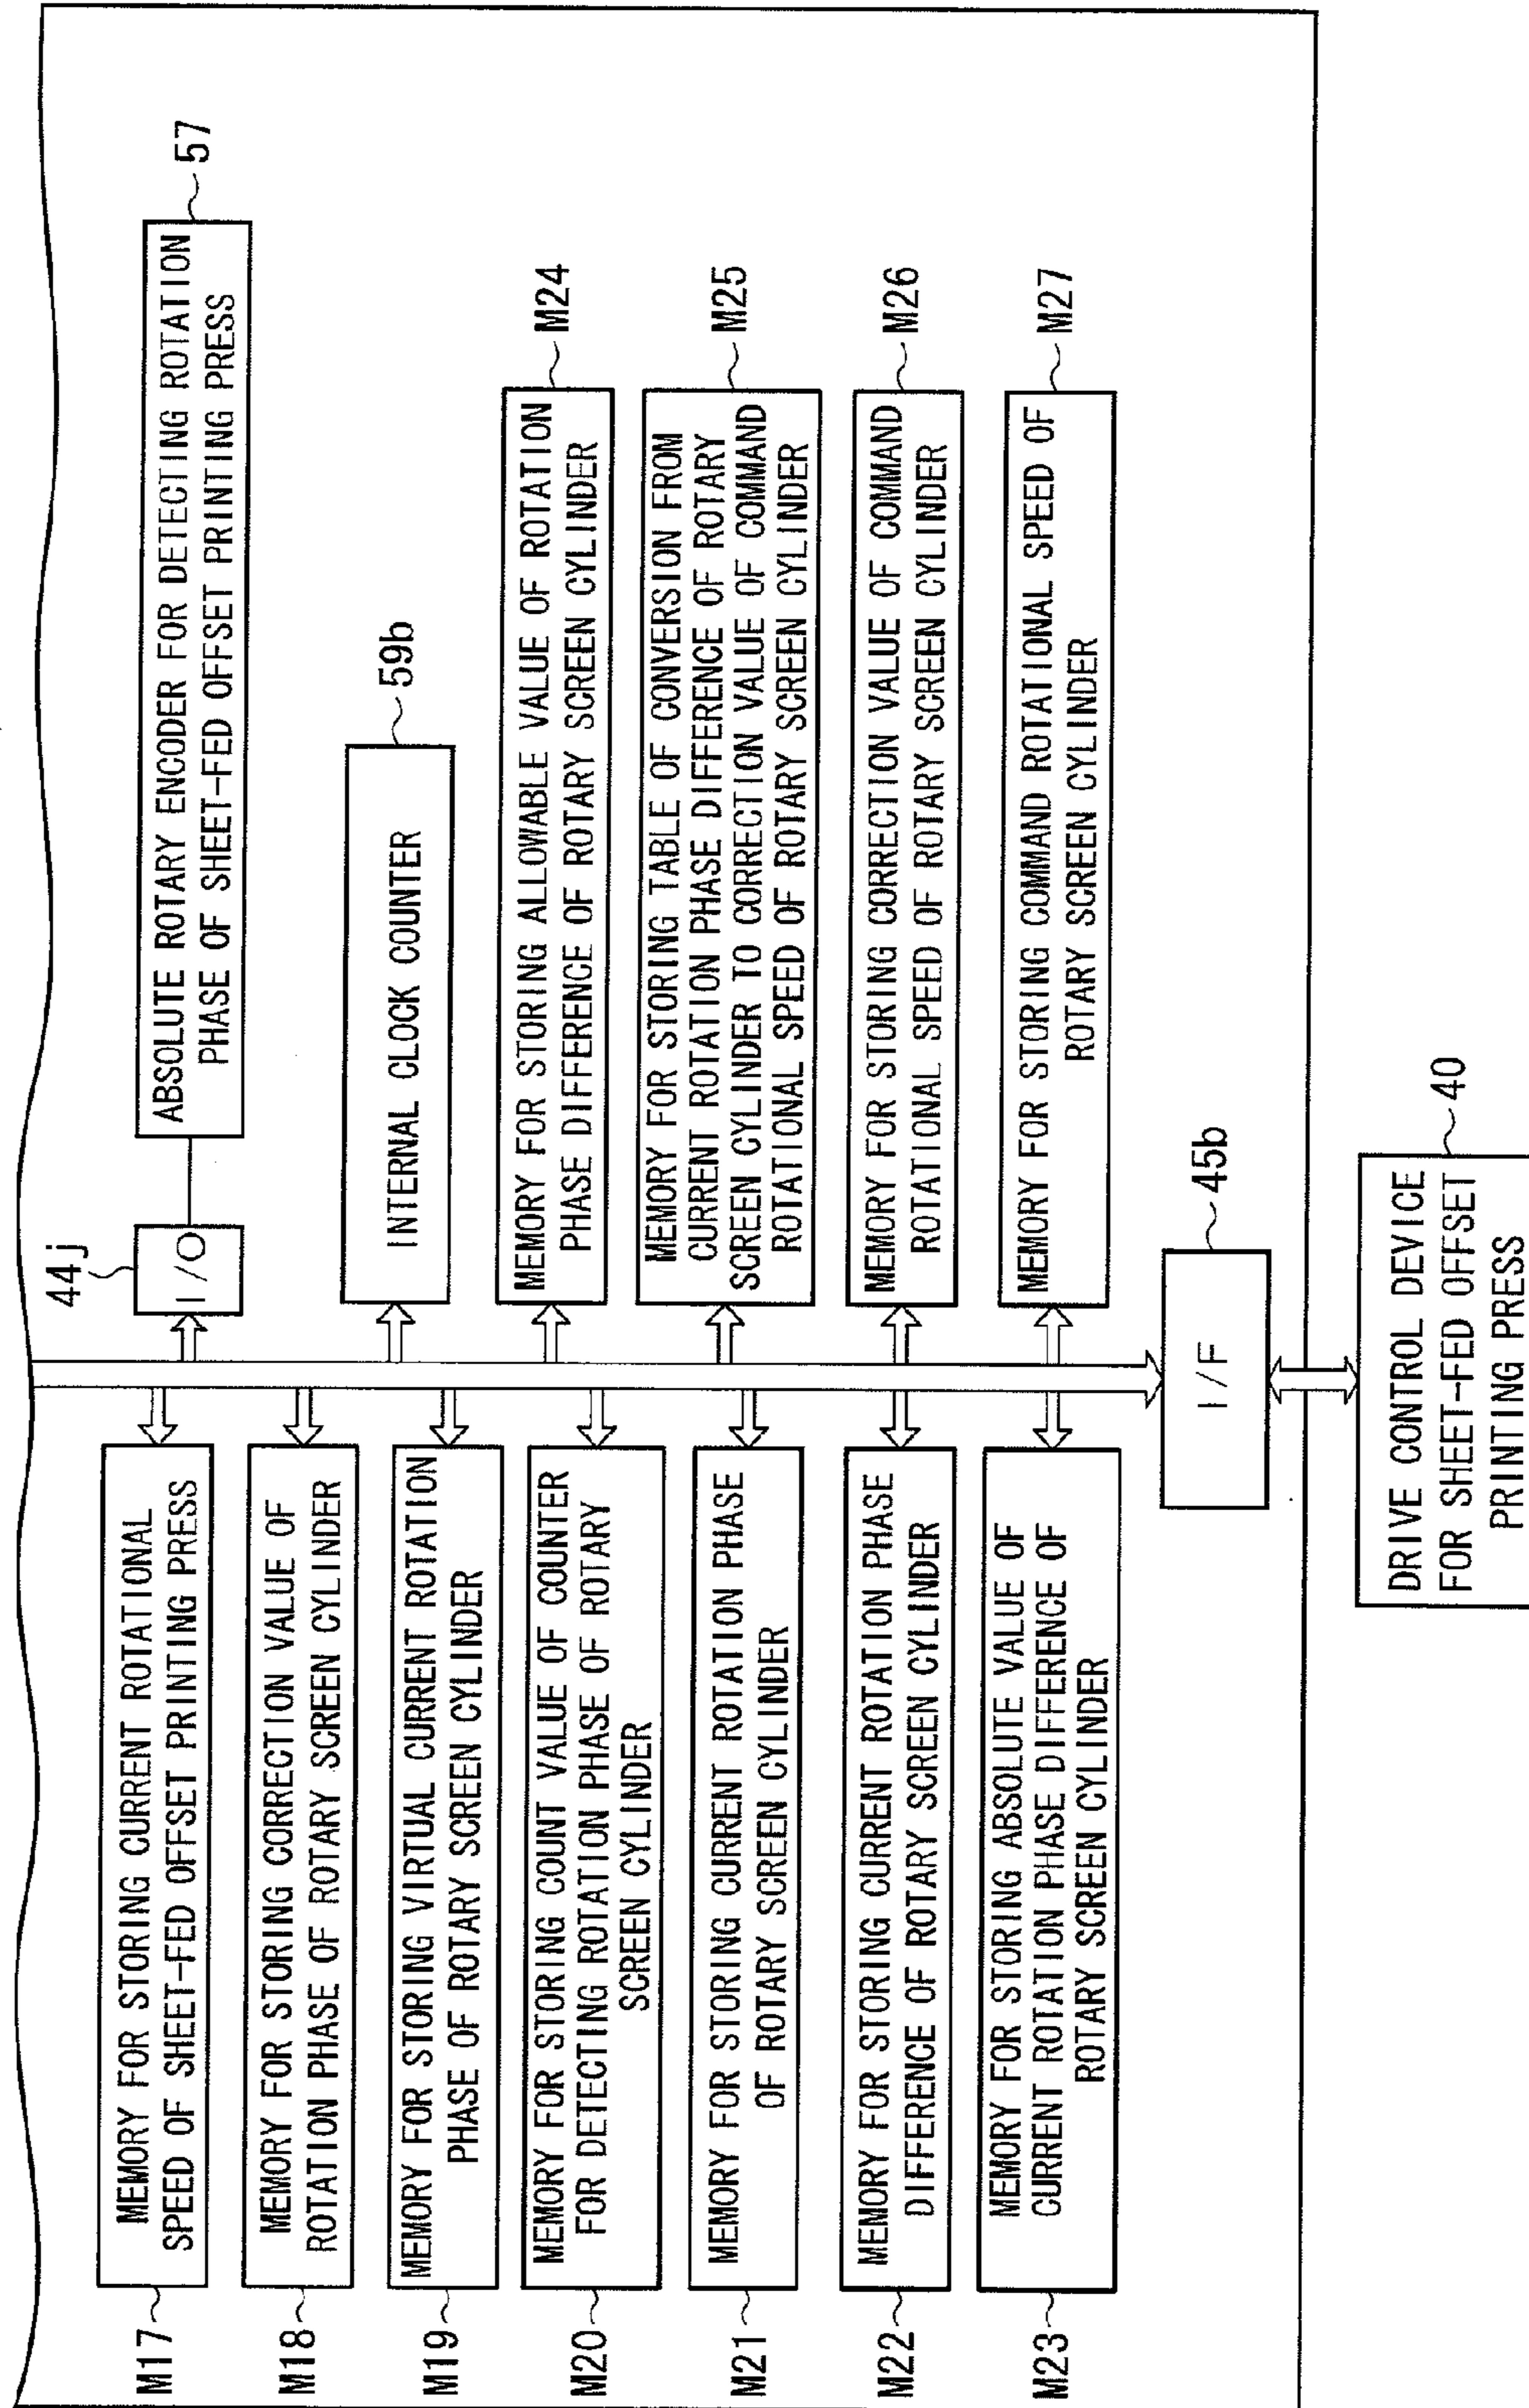 M17
MEMORY FOR STORING CURRENT ROTATIONAL
SPEED OF SHEET-FED OFFSET PRINTING PRESS
M18
MEMORY FOR STORING CORRECTION VALUE OF
ROTATION PHASE OF ROTARY SCREEN CYLINDER
M19
MEMORY FOR STORING VIRTUAL CURRENT ROTATION
PHASE OF ROTARY SCREEN CYLINDER
M20
MEMORY FOR STORING COUNT VALUE OF COUNTER
FOR DETECTING ROTATION PHASE OF ROTARY
SCREEN CYLINDER
M21
MEMORY FOR STORING CURRENT ROTATION PHASE
OF ROTARY SCREEN CYLINDER
M22
MEMORY FOR STORING CURRENT ROTATION PHASE
DIFFERENCE OF ROTARY SCREEN CYLINDER
M23
MEMORY FOR STORING ABSOLUTE VALUE OF
CURRENT ROTATION PHASE DIFFERENCE OF
ROTARY SCREEN CYLINDER
44j
I/O
ABSOLUTE ROTARY ENCODER FOR DETECTING ROTATION
PHASE OF SHEET-FED OFFSET PRINTING PRESS
57
INTERNAL CLOCK COUNTER
59b
MEMORY FOR STORING ALLOWABLE VALUE OF ROTATION
PHASE DIFFERENCE OF ROTARY SCREEN CYLINDER
M24
MEMORY FOR STORING TABLE OF CONVERSION FROM
CURRENT ROTATION PHASE DIFFERENCE OF ROTARY
SCREEN CYLINDER TO CORRECTION VALUE OF COMMAND
ROTATIONAL SPEED OF ROTARY SCREEN CYLINDER
M25
MEMORY FOR STORING CORRECTION VALUE OF COMMAND
ROTATIONAL SPEED OF ROTARY SCREEN CYLINDER
M26
MEMORY FOR STORING COMMAND ROTATIONAL SPEED OF
ROTARY SCREEN CYLINDER
M27
I/F
45b
DRIVE CONTROL DEVICE
FOR SHEET-FED OFFSET
PRINTING PRESS
40